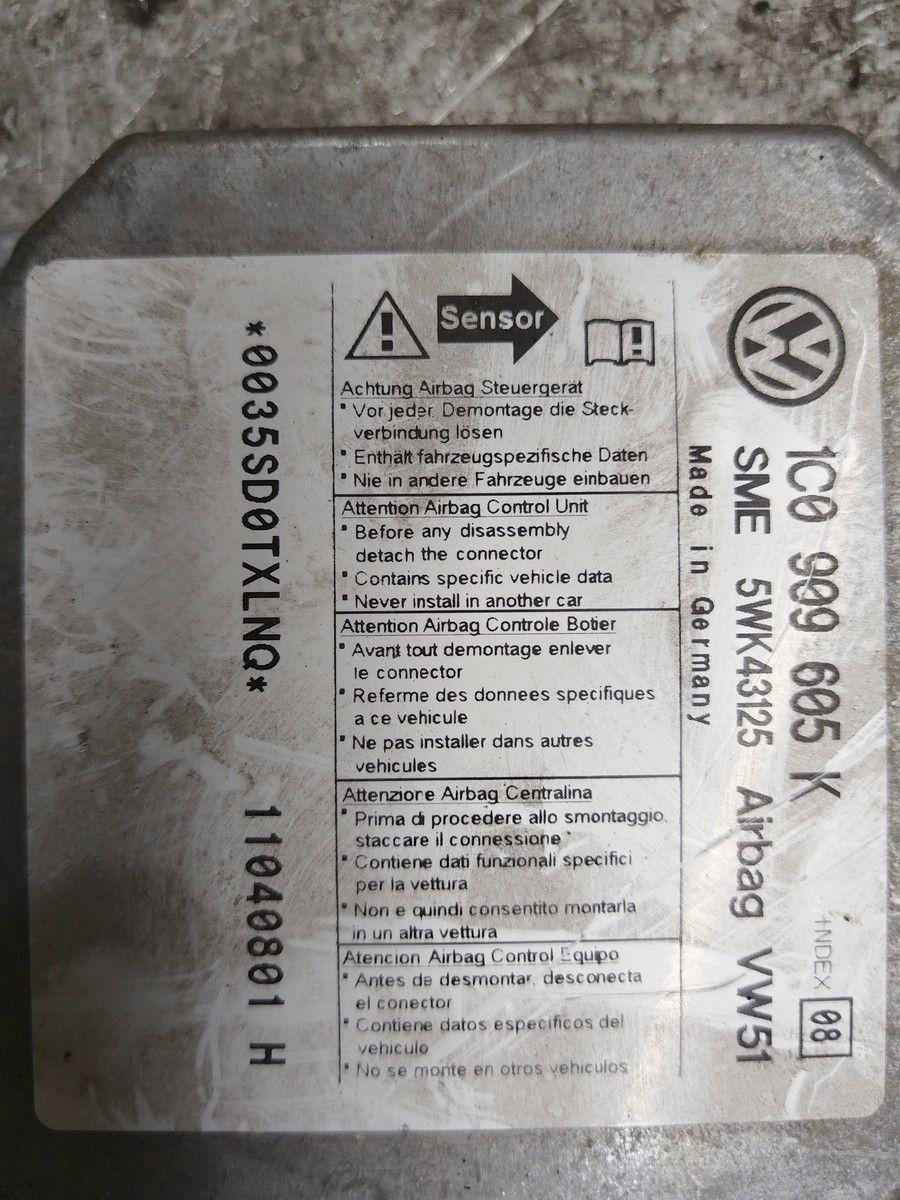 1C0 909 605 K
INDEX 08
SME 5WK43125 Airbag VW51
Made in Germany
Sensor
Achtung Airbag Steuergerät
• Vor jeder Demontage die Steck-
verbindung lösen
• Enthält fahrzeugspezifische Daten
• Nie in andere Fahrzeuge einbauen
Attention Airbag Control Unit
• Before any disassembly
detach the connector
• Contains specific vehicle data
• Never install in another car
Attention Airbag Controle Botier
• Avant tout demontage enlever
le connector
• Referme des donnees specifiques
a ce vehicule
• Ne pas installer dans autres
vehicules
Attenzione Airbag Centralina
• Prima di procedere allo smontaggio
staccare il connessione
• Contiene dati funzionali specifici
per la vettura
• Non e quindi consentito montarla
in un altra vettura
Atencion Airbag Control Equipo
• Antes de desmontar, desconecta
el conector
• Contiene datos especificos del
vehiculo
• No se monte en otros vehiculos
*0035SD0TXLNQ* 11040801 H